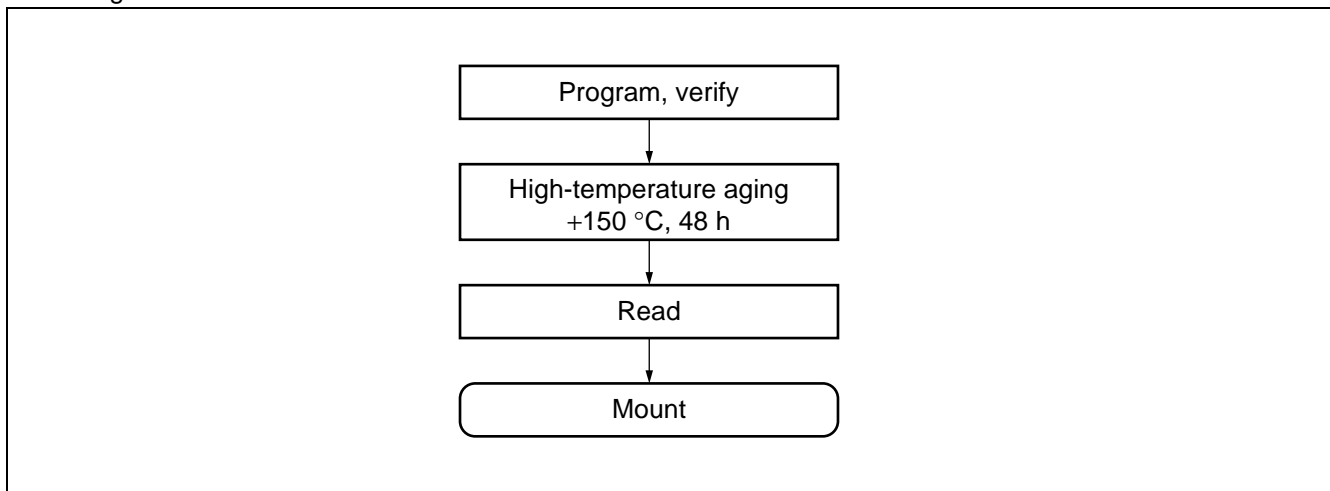 Program, verify
High-temperature aging
+150 °C, 48 h
Read
Mount